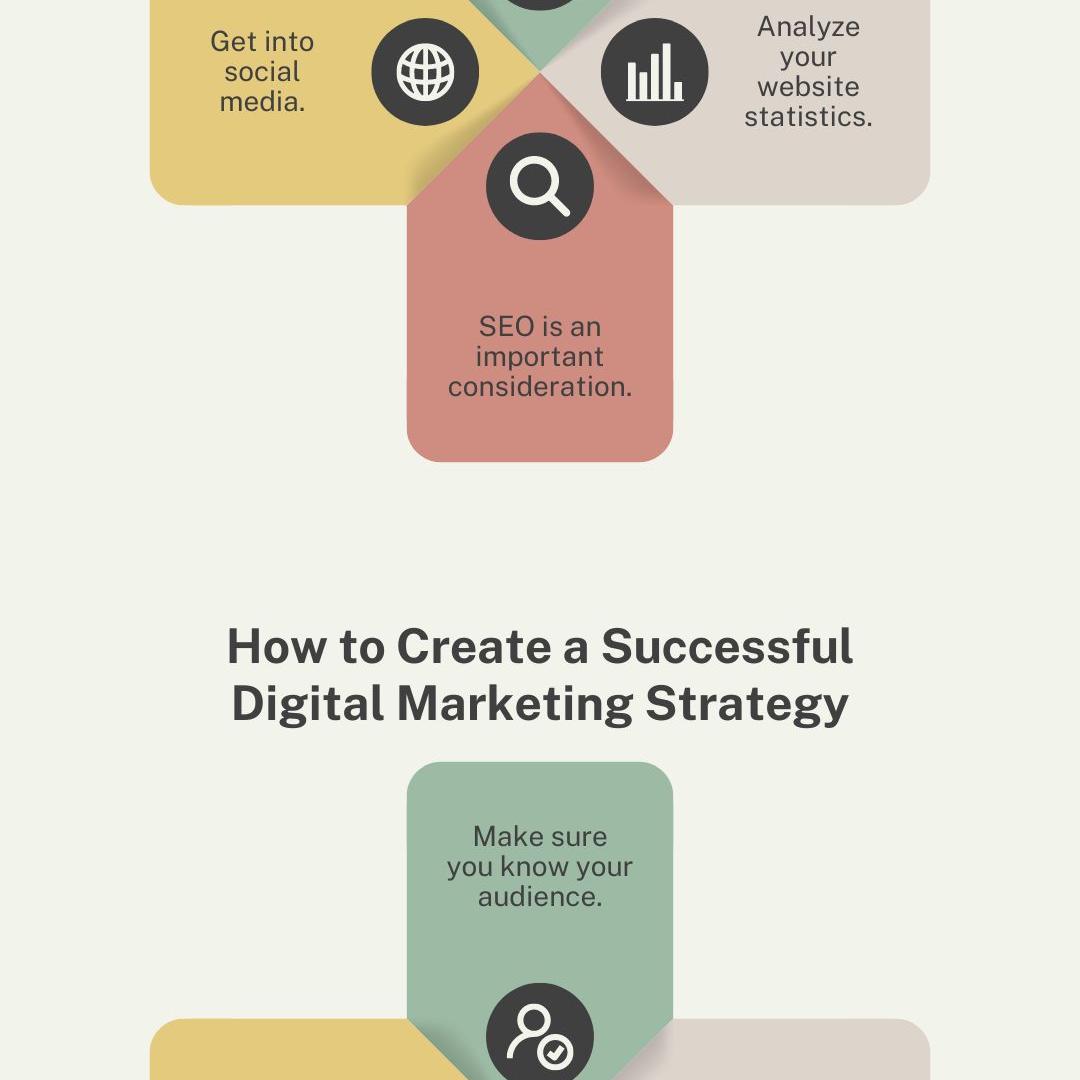 Get into
social
media.
Analyze
your
website
statistics.
SEO is an
important
consideration.
How to Create a Successful
Digital Marketing Strategy
Make sure
you know your
audience.